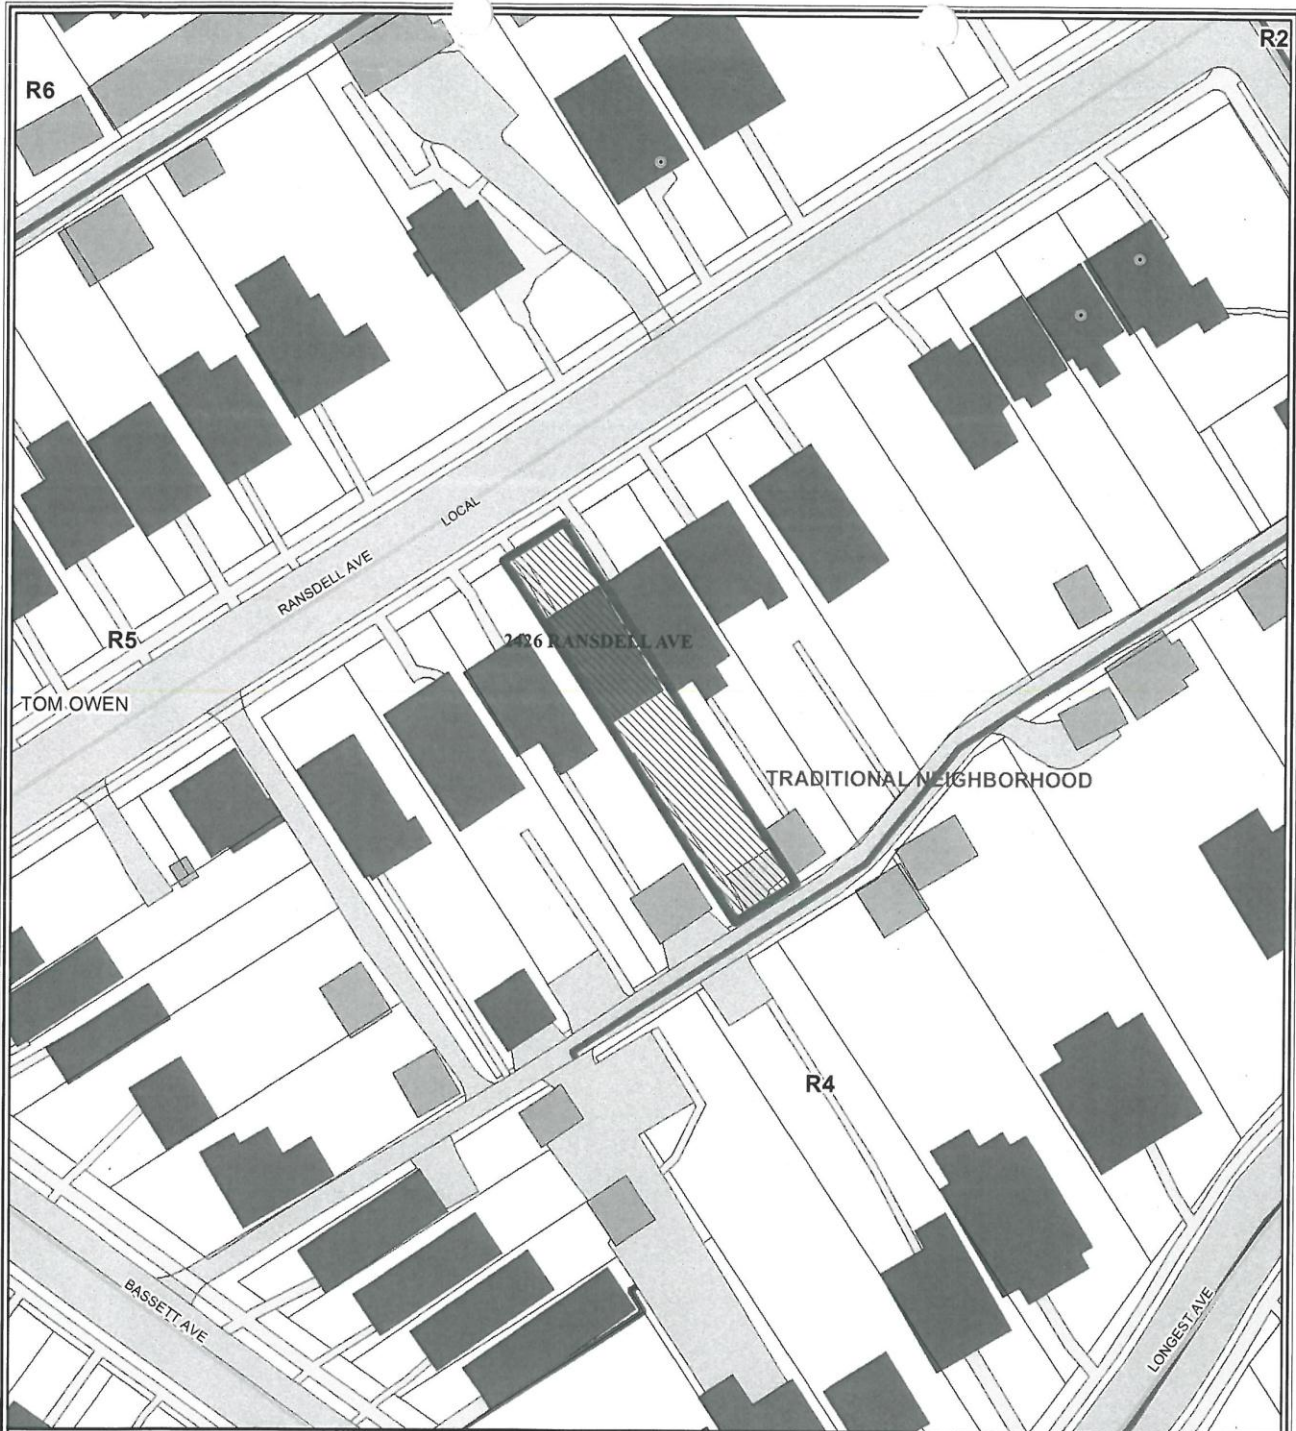 R2
R6
LOCAL
RANSDELL AVE
R5
2426 RANSDELL AVE
TOM OWEN
TRADITIONAL NEIGHBORHOOD
R4
BASSETT AVE
LONGEST AVE